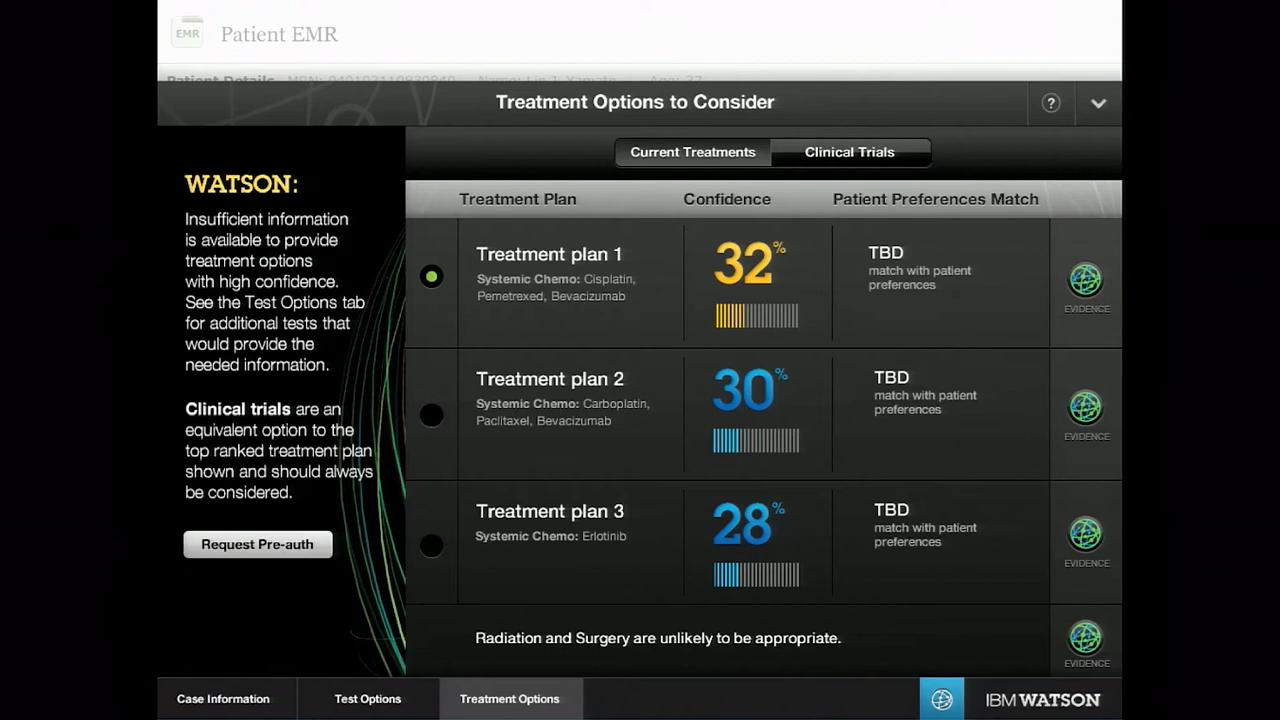 EMR
Patient EMR
Patient Details
Treatment Options to Consider
?
Current Treatments
Clinical Trials
WATSON:
Insufficient information
is available to provide
treatment options
with high confidence.
See the Test Options tab
for additional tests that
would provide the
needed information.
Clinical trials are an
equivalent option to the
top ranked treatment plan
shown and should always
be considered.
Request Pre-auth
Treatment Plan
Confidence
Patient Preferences Match
Treatment plan 1
Systemic Chemo: Cisplatin,
Pemetrexed, Bevacizumab
32%
TBD
match with patient
preferences
EVIDENCE
Treatment plan 2
Systemic Chemo: Carboplatin,
Paclitaxel, Bevacizumab
30%
TBD
match with patient
preferences
EVIDENCE
Treatment plan 3
Systemic Chemo: Erlotinib
28%
TBD
match with patient
preferences
EVIDENCE
Radiation and Surgery are unlikely to be appropriate.
EVIDENCE
Case Information
Test Options
Treatment Options
IBM WATSON